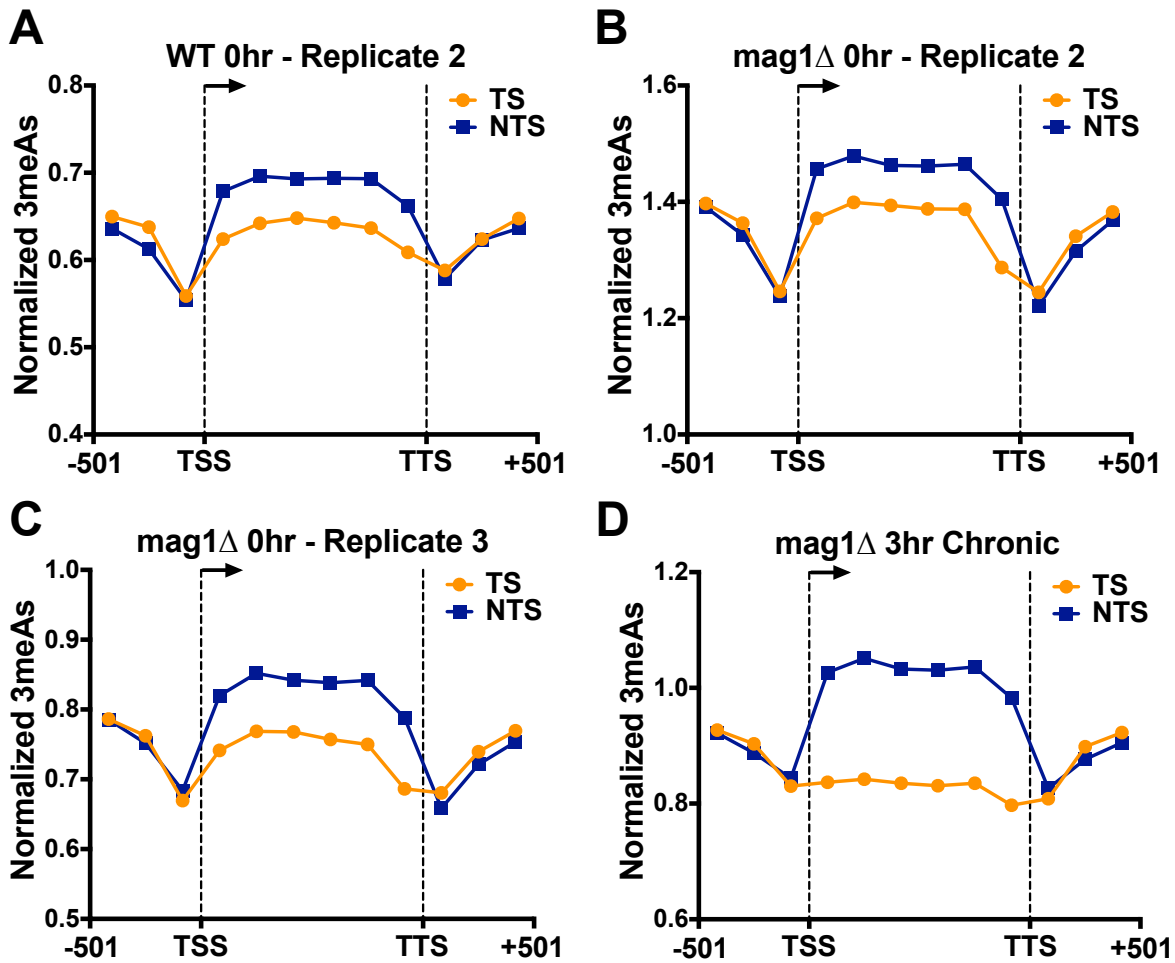 A
WT 0hr - Replicate 2
Normalized 3meAs
0.8
0.7
0.6
0.5
0.4
TS
NTS
-501 TSS TTS +501
B
mag1Δ 0hr - Replicate 2
Normalized 3meAs
1.6
1.4
1.2
1.0
TS
NTS
-501 TSS TTS +501
C
mag1Δ 0hr - Replicate 3
Normalized 3meAs
1.0
0.9
0.8
0.7
0.6
0.5
TS
NTS
-501 TSS TTS +501
D
mag1Δ 3hr Chronic
Normalized 3meAs
1.2
1.0
0.8
0.6
TS
NTS
-501 TSS TTS +501